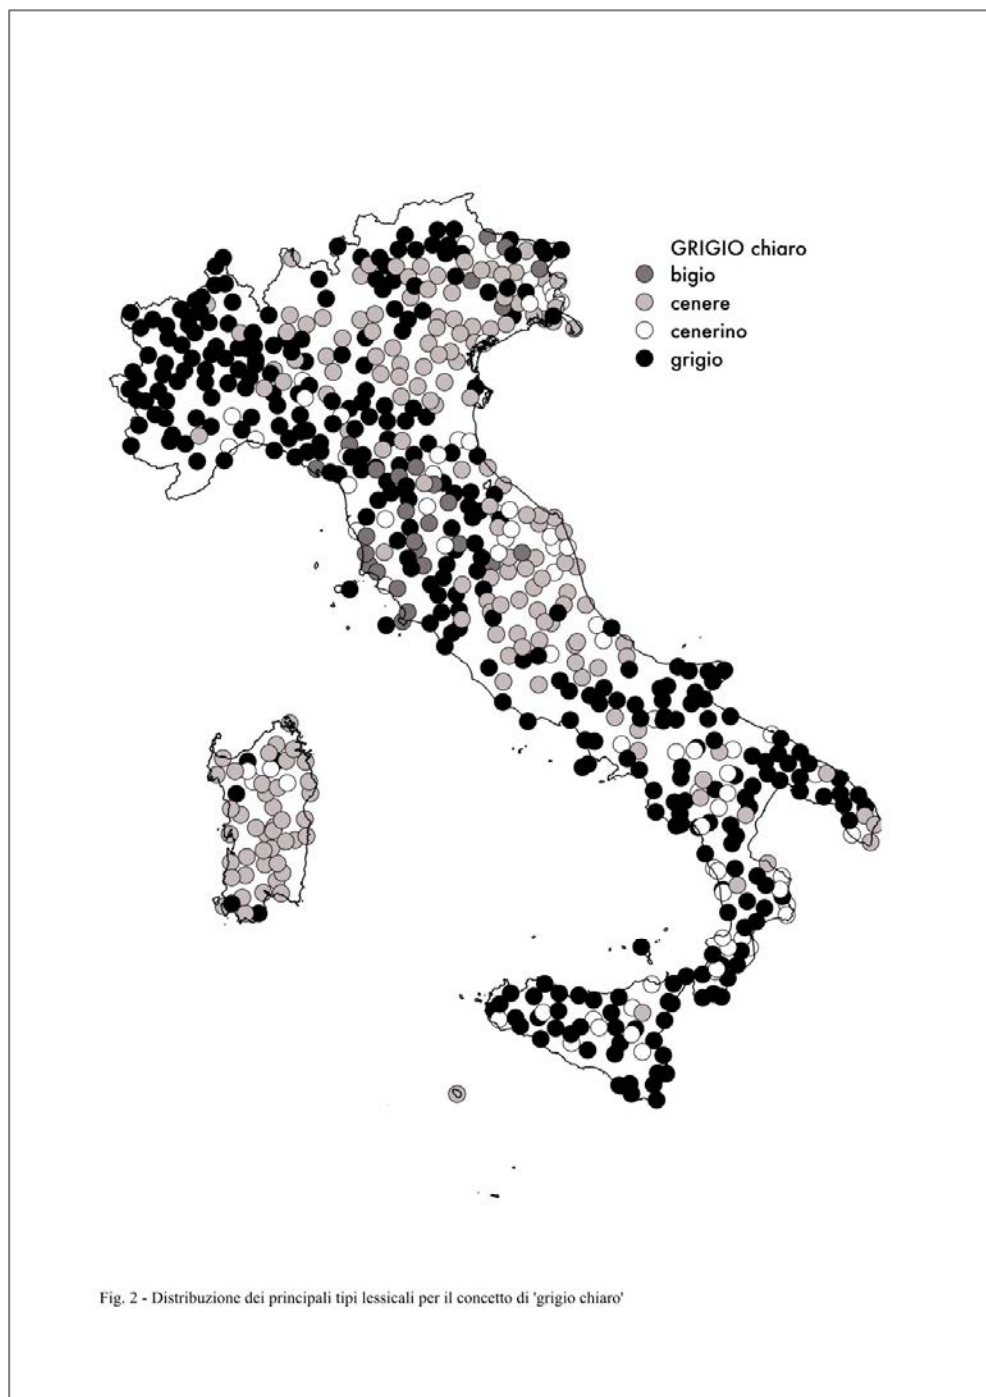 GRIGIO chiaro
bigio
cenere
cenerino
grigio
Fig. 2 - Distribuzione dei principali tipi lessicali per il concetto di 'grigio chiaro'